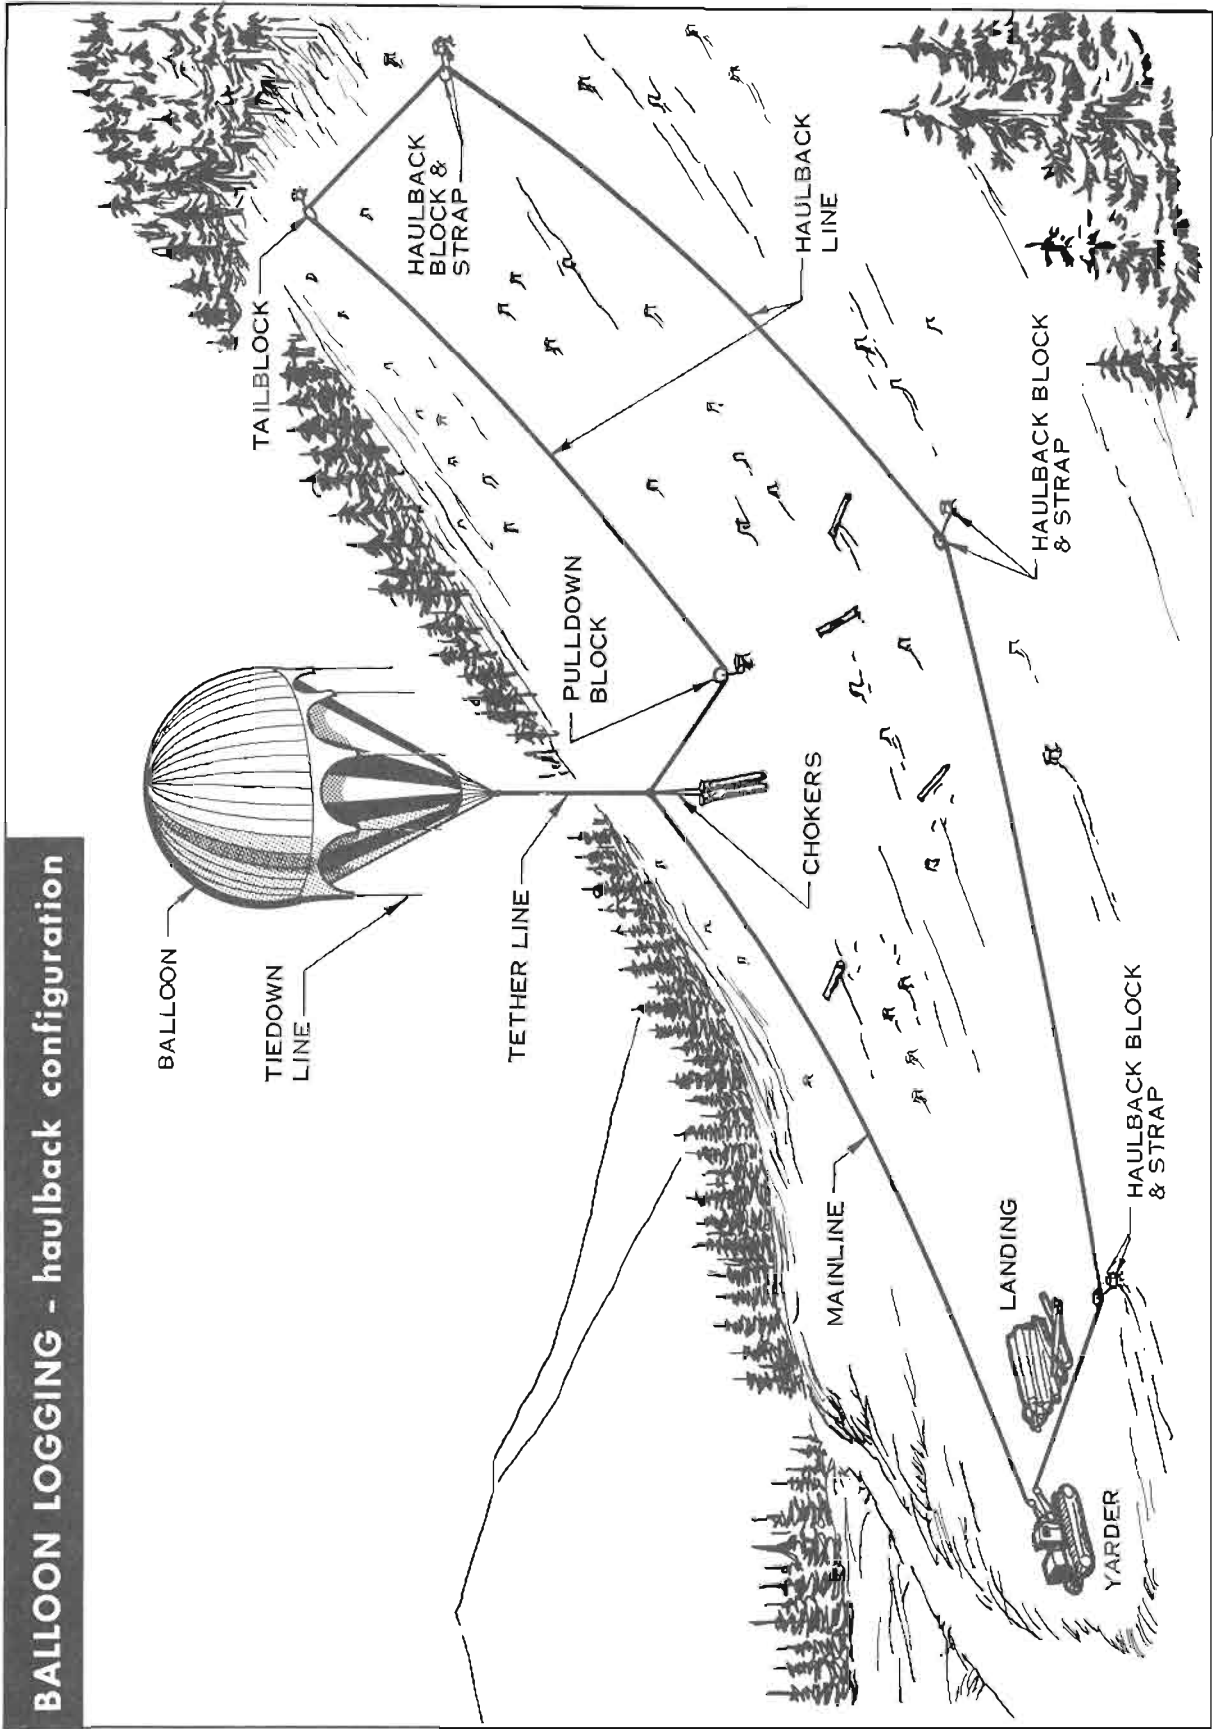 BALLOON LOGGING - haulback configuration
BALLOON
TIEDOWN
LINE
TETHER LINE
TAILBLOCK
HAULBACK
BLOCK &
STRAP
PULLDOWN
BLOCK
HAULBACK
LINE
CHOKERS
MAINLINE
HAULBACK BLOCK
& STRAP
LANDING
HAULBACK BLOCK
& STRAP
YARDER